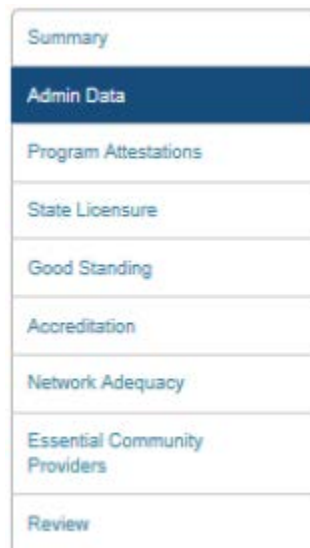 Summary
Admin Data
Program Attestations
State Licensure
Good Standing
Accreditation
Network Adequacy
Essential Community
Providers
Review